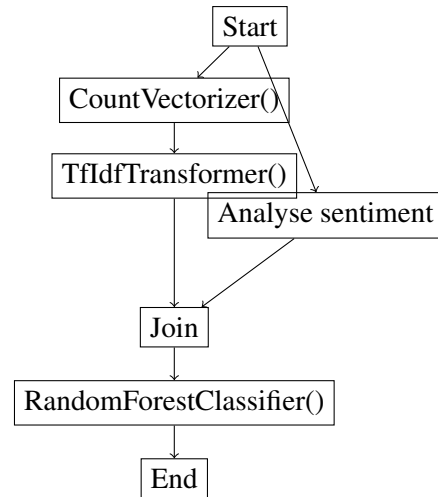 Start
CountVectorizer()
TfIdfTransformer()
Analyse sentiment
Join
RandomForestClassifier()
End